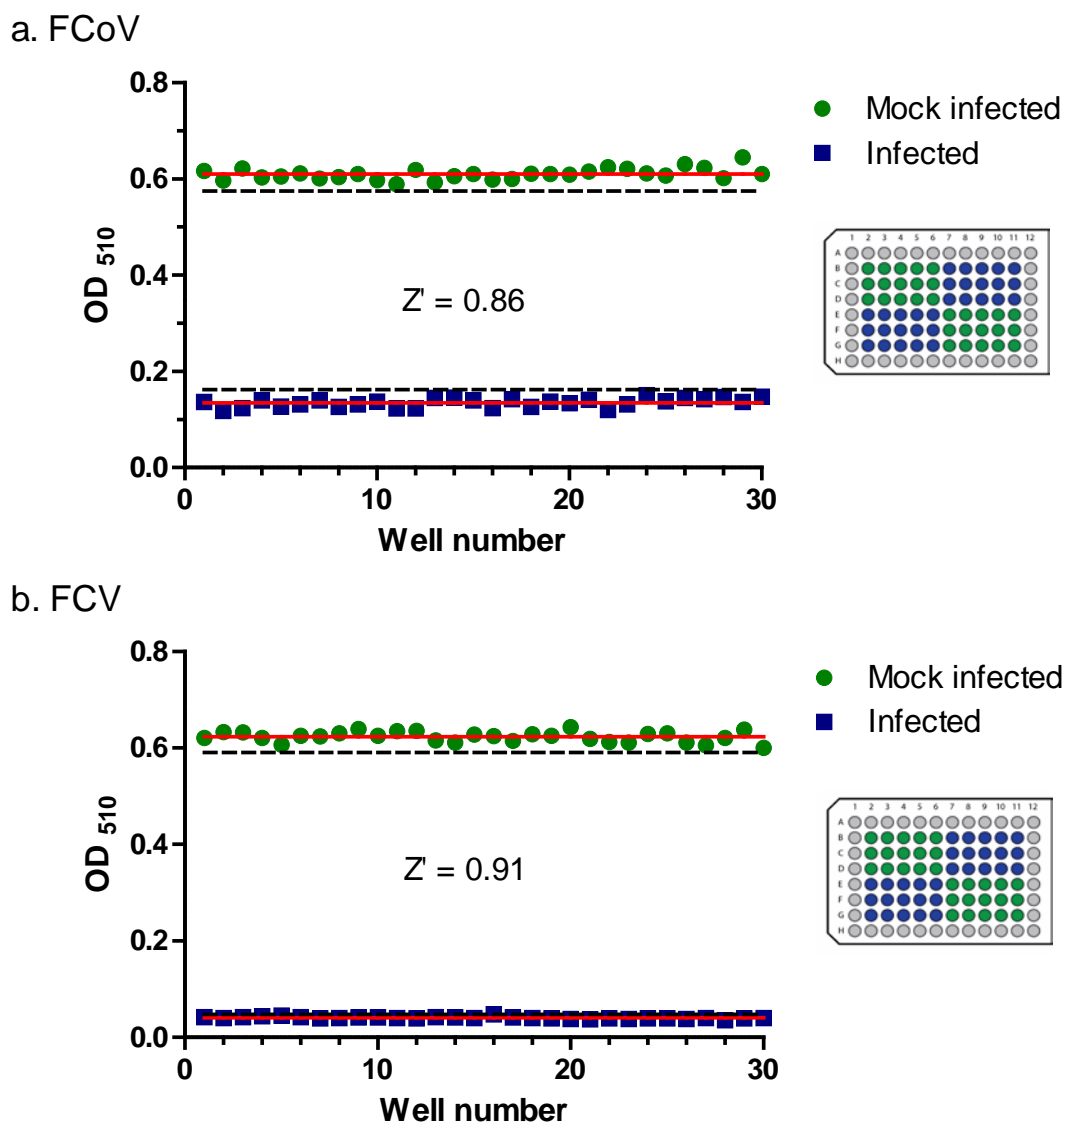 a. FCoV
0.8
0.6
0.4
0.2
0.0
OD 510
0
10
20
30
Well number
Z' = 0.86
Mock infected
Infected
1 2 3 4 5 6 7 8 9 10 11 12
A
B
C
D
E
F
G
H
b. FCV
0.8
0.6
0.4
0.2
0.0
OD 510
0
10
20
30
Well number
Z' = 0.91
Mock infected
Infected
1 2 3 4 5 6 7 8 9 10 11 12
A
B
C
D
E
F
G
H